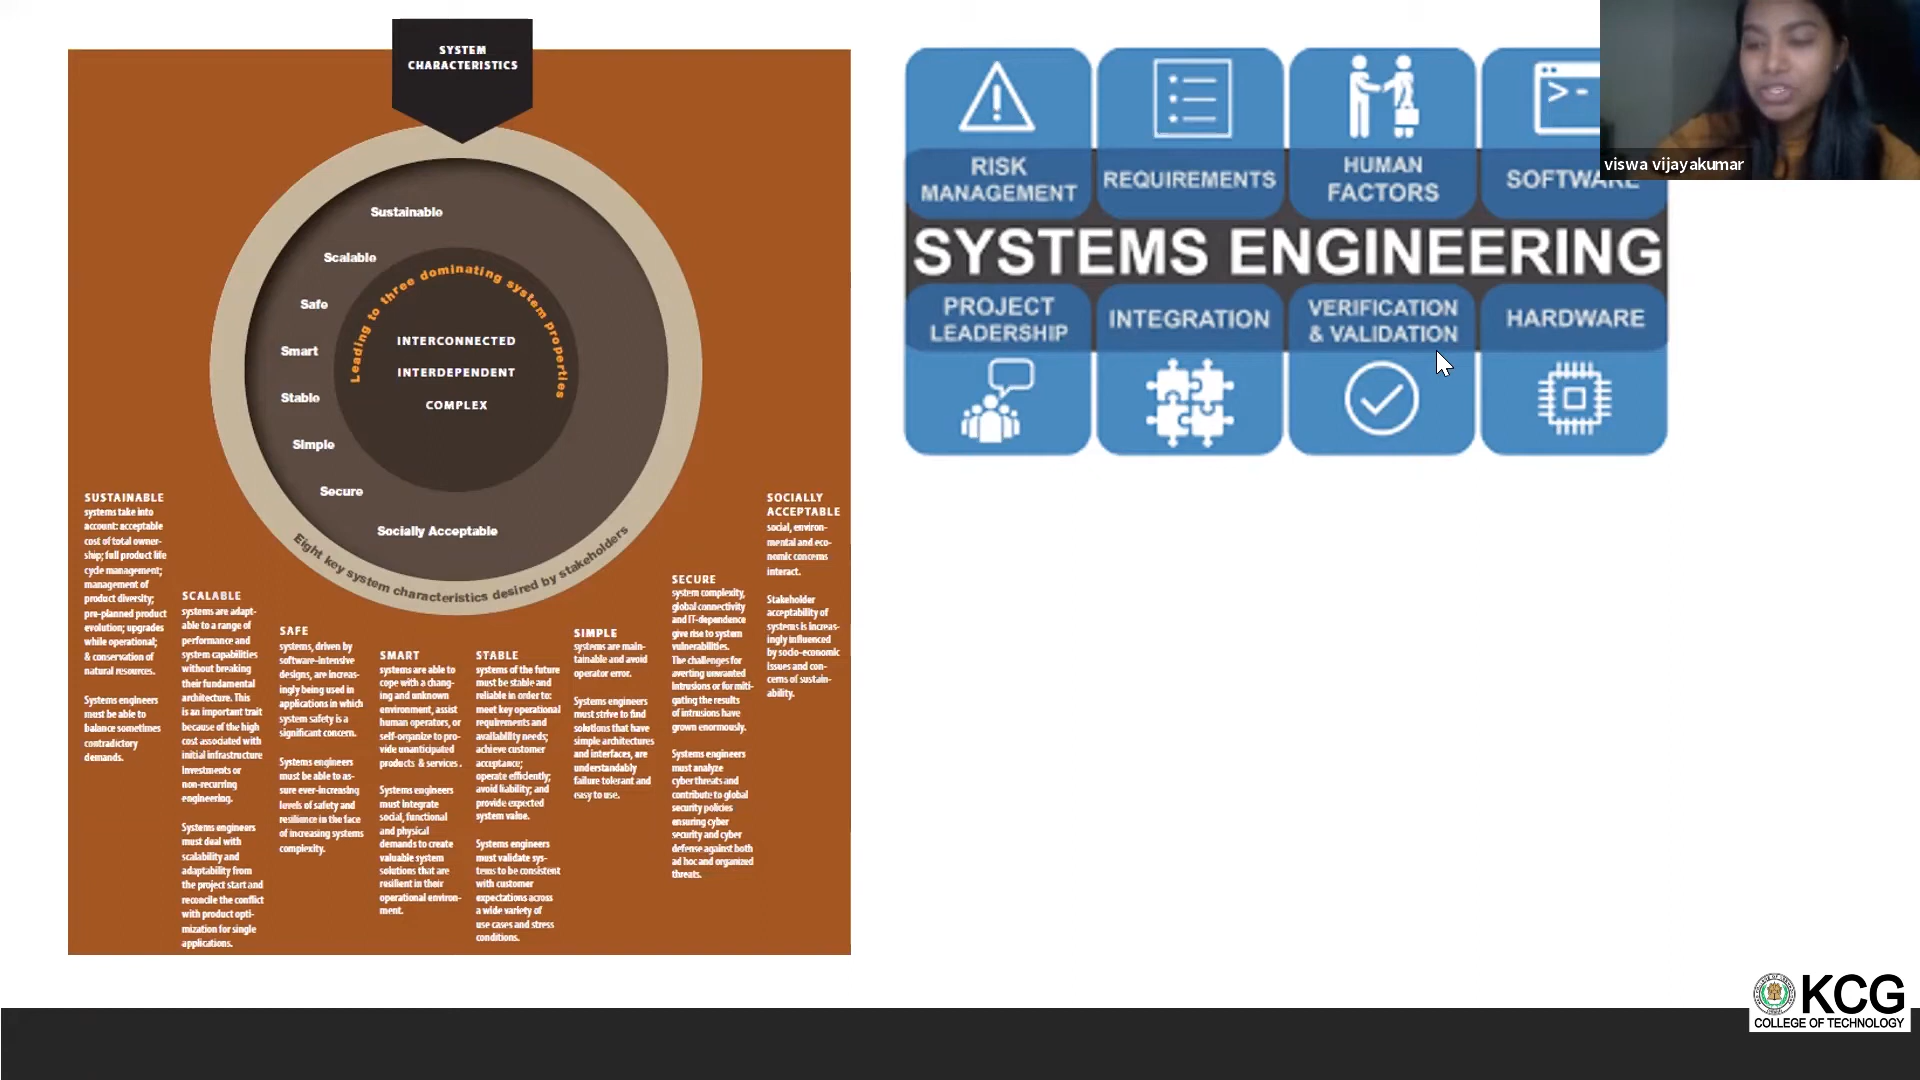 SYSTEM
CHARACTERISTICS
Sustainable
Scalable
Safe
Smart
Stable
Simple
Secure
Socially Acceptable
Leading to three dominating system properties
INTERCONNECTED
INTERDEPENDENT
COMPLEX
Eight key system characteristics desired by stakeholders
SUSTAINABLE
systems take into
account: acceptable
cost of total owner-
ship; full product life
cycle management;
management of
product diversity;
pre-planned product
evolution; upgrades
while operational;
& conservation of
natural resources.
Systems engineers
must be able to
balance sometimes
contradictory
demands.
SCALABLE
systems are adapt-
able to a range of
performance and
system capabilities
without breaking
their fundamental
architecture. This
is an important trait
because of the high
cost associated with
initial infrastructure
investments or
non-recurring
engineering.
Systems engineers
must deal with
scalability and
adaptability from
the project start and
reconcile the conflict
with product opti-
mization for single
applications.
SAFE
systems, driven by
software-intensive
designs, are increas-
ingly being used in
applications in which
system safety is a
significant concern.
Systems engineers
must be able to as-
sure ever-increasing
levels of safety and
resilience in the face
of increasing systems
complexity.
SMART
systems are able to
cope with a chang-
ing and unknown
environment, assist
human operators, or
self-organize to pro-
vide unanticipated
products & services.
Systems engineers
must integrate
social, functional
and physical
demands to create
valuable system
solutions that are
resilient in their
operational environ-
ment.
STABLE
systems of the future
must be stable and
reliable in order to:
meet key operational
requirements and
availability needs;
achieve customer
acceptance;
operate efficiently;
avoid liability; and
provide expected
system value.
Systems engineers
must validate sys-
tems to be consistent
with customer
expectations across
a wide variety of
use cases and stress
conditions.
SIMPLE
systems are main-
tainable and avoid
operator error.
Systems engineers
must strive to find
solutions that have
simple architectures
and interfaces, are
understandably
failure tolerant and
easy to use.
SECURE
system complexity,
global connectivity
and IT-dependence
give rise to system
vulnerabilities.
The challenges for
averting unwanted
intrusions or for miti-
gating the results
of intrusions have
grown enormously.
Systems engineers
must analyze
cyber threats and
contribute to global
security policies
ensuring cyber
security and cyber
defense against both
ad hoc and organized
threats.
SOCIALLY
ACCEPTABLE
social, environ-
mental and eco-
nomic concerns
interact.
Stakeholder
acceptability of
systems is increas-
ingly influenced
by socio-economic
issues and con-
cerns of sustain-
ability.
RISK
MANAGEMENT
REQUIREMENTS
HUMAN
FACTORS
SOFTWARE
SYSTEMS ENGINEERING
PROJECT
LEADERSHIP
INTEGRATION
VERIFICATION
& VALIDATION
HARDWARE
viswa vijayakumar
KCG
COLLEGE OF TECHNOLOGY